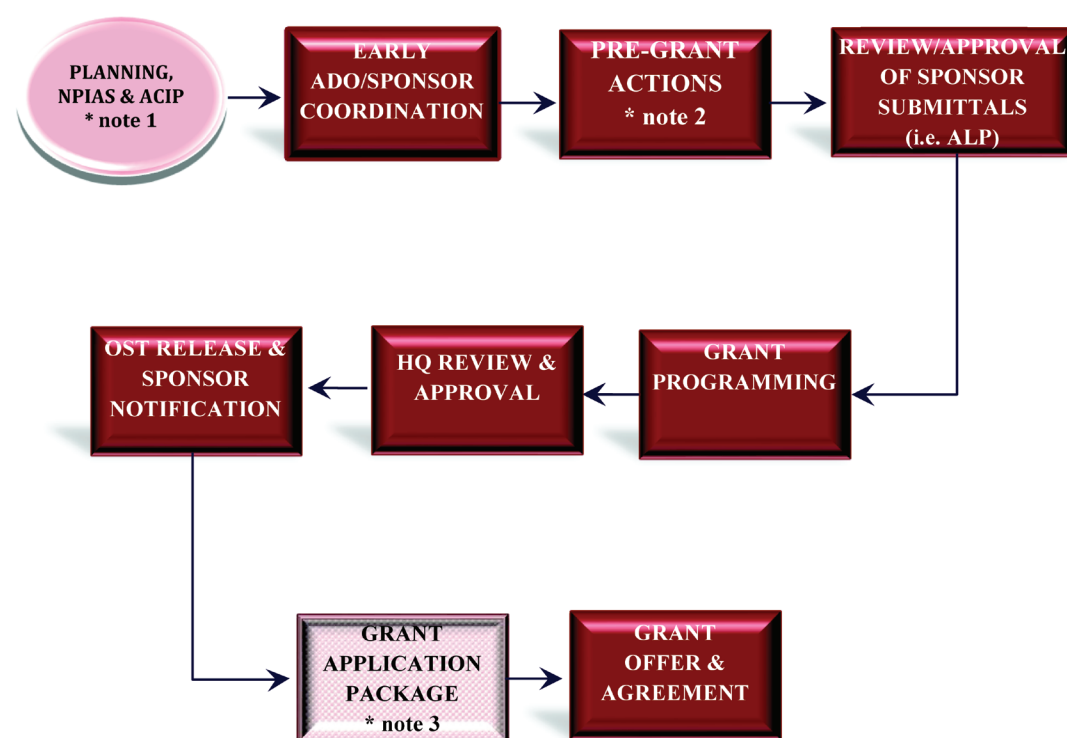 PLANNING,
NPIAS & ACIP
* note 1
EARLY
ADO/SPONSOR
COORDINATION
PRE-GRANT
ACTIONS
* note 2
REVIEW/APPROVAL
OF SPONSOR
SUBMITTALS
(i.e. ALP)
GRANT
PROGRAMMING
HQ REVIEW &
APPROVAL
OST RELEASE &
SPONSOR
NOTIFICATION
GRANT
APPLICATION
PACKAGE
* note 3
GRANT
OFFER &
AGREEMENT